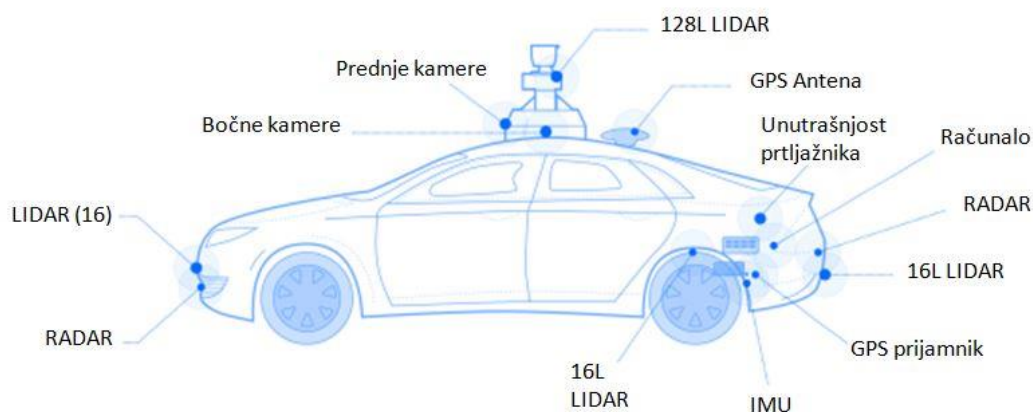 128L LIDAR
Prednje kamere
GPS Antena
Bočne kamere
Unutrašnjost
prtljažnika
Računalo
LIDAR (16)
RADAR
16L LIDAR
RADAR
GPS prijamnik
16L
LIDAR
IMU